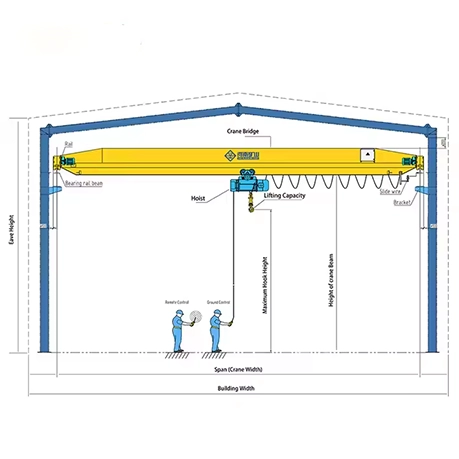 Crane Bridge
Rail
Bearing rail beam
Hoist
Lifting Capacity
Slide wire
Bracket
Eave Height
Maximum Hook Height
Height of crane Beam
Remote Control
Ground Control
Span (Crane Width)
Building Width